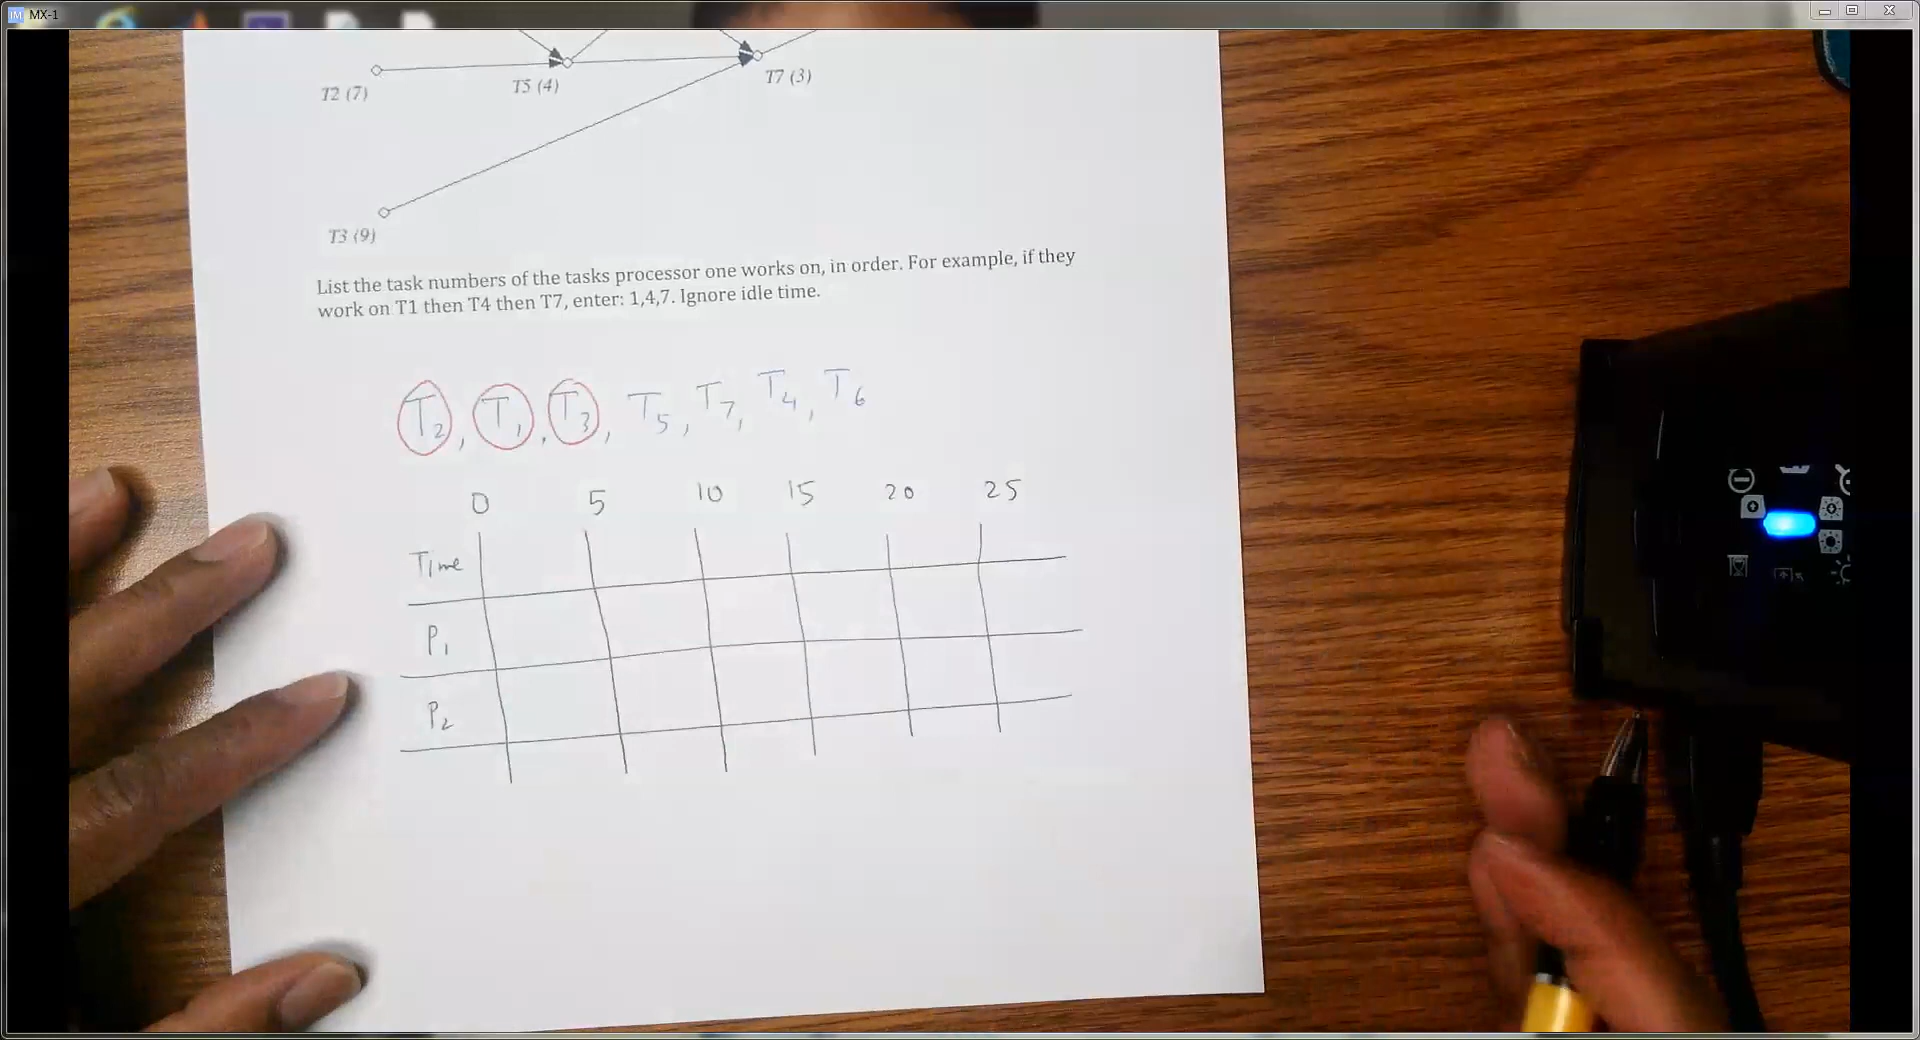 MX-1
T2 (7)
T5 (4)
T7 (3)
T3 (9)
List the task numbers of the tasks processor one works on, in order. For example, if they
work on T1 then T4 then T7, enter: 1,4,7. Ignore idle time.
T2, T1, T3, T5, T7, T4, T6
0 5 10 15 20 25
Time
P1
P2